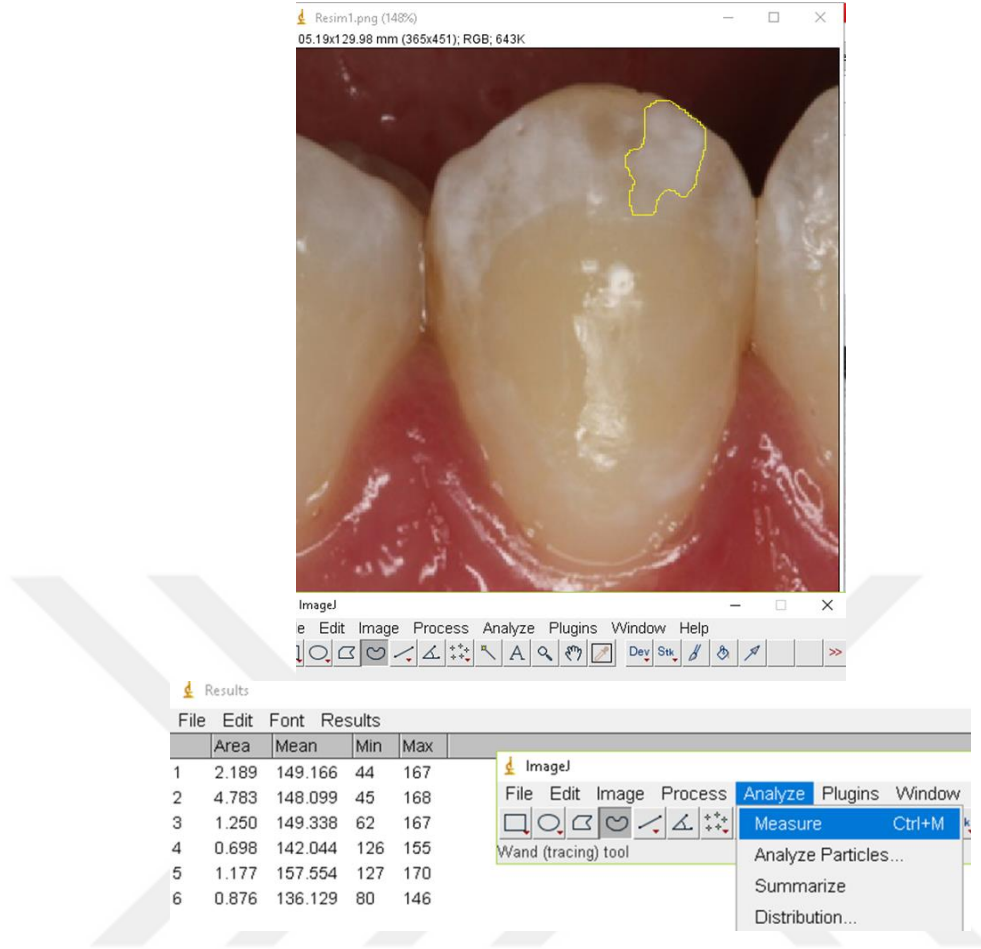 Resim1.png (148%)
05.19x129.98 mm (365x451); RGB; 643K
ImageJ
e Edit Image Process Analyze Plugins Window Help
A Dev Stk >>
Results
File Edit Font Results
Area Mean Min Max
1 2.189 149.166 44 167
2 4.783 148.099 45 168
3 1.250 149.338 62 167
4 0.698 142.044 126 155
5 1.177 157.554 127 170
6 0.876 136.129 80 146
ImageJ
File Edit Image Process Analyze Plugins Window
Wand (tracing) tool
Measure Ctrl+M
Analyze Particles...
Summarize
Distribution...